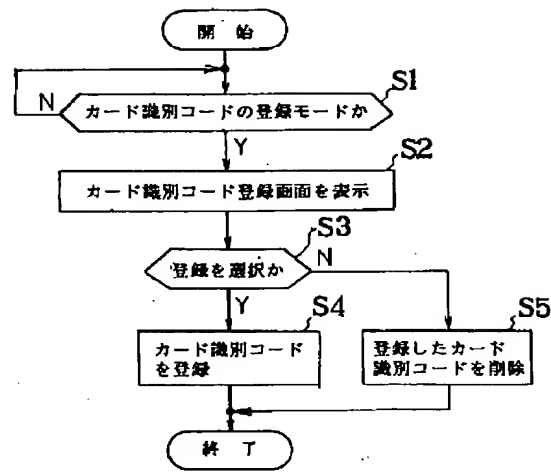 開始
S1
N
カード識別コードの登録モードか
Y
S2
カード識別コード登録画面を表示
S3
登録を選択か
N
Y
S4
S5
カード識別コード
を登録
登録したカード
識別コードを削除
終了